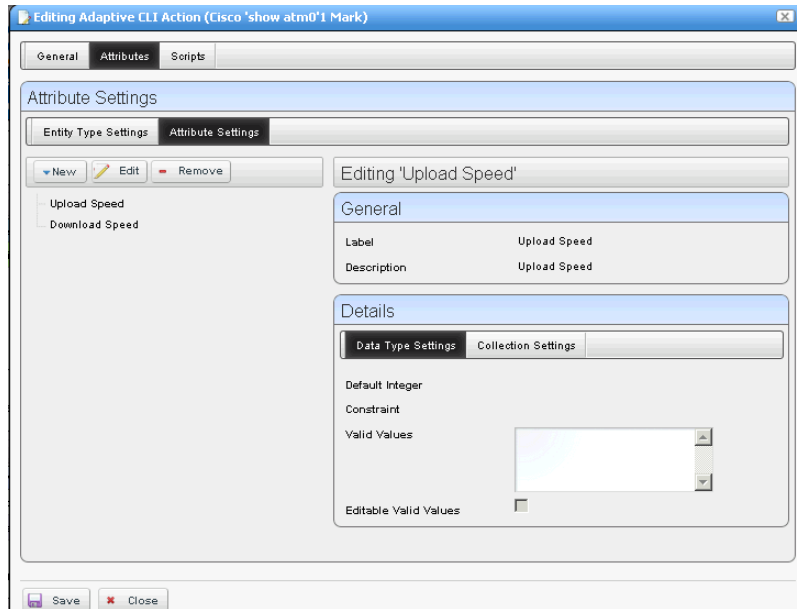 Editing Adaptive CLI Action (Cisco 'show atm0'1 Mark)
General Attributes Scripts
Attribute Settings
Entity Type Settings Attribute Settings
New Edit Remove
Upload Speed
Download Speed
Editing 'Upload Speed'
General
Label Upload Speed
Description Upload Speed
Details
Data Type Settings Collection Settings
Default Integer
Constraint
Valid Values
Editable Valid Values
Save Close